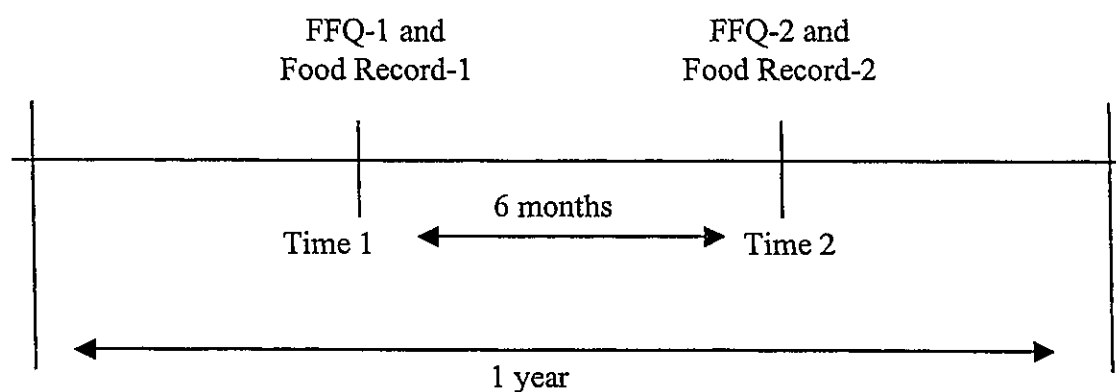 FFQ-1 and
Food Record-1
FFQ-2 and
Food Record-2
6 months
Time 1
Time 2
1 year